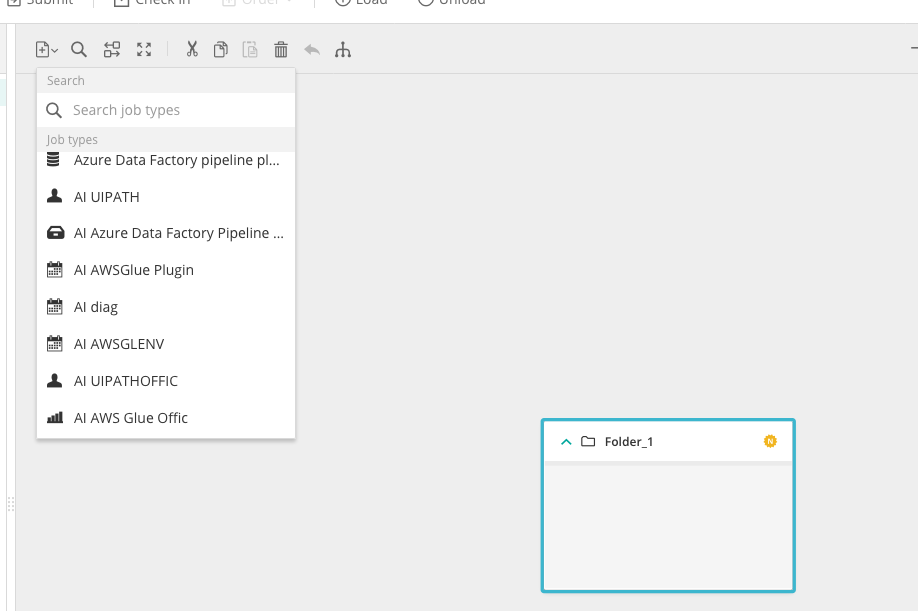 Submit Check In Order Load Unload
Search
Search job types
Job types
Azure Data Factory pipeline pl...
AI UIPATH
AI Azure Data Factory Pipeline ...
AI AWSGlue Plugin
AI diag
AI AWSGLENV
AI UIPATHOFFIC
AI AWS Glue Offic
Folder_1
N